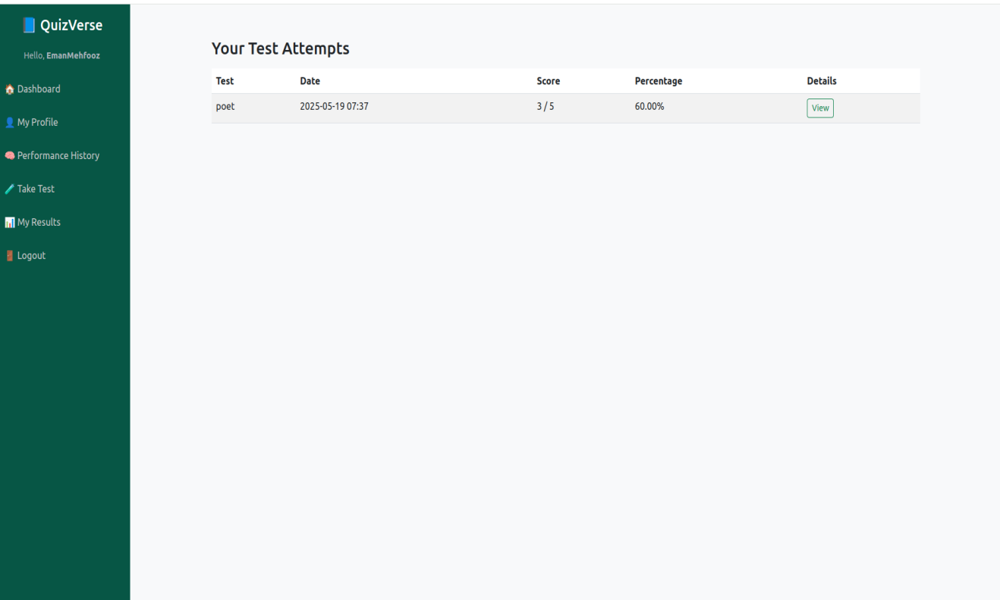 QuizVerse
Hello, EmanMehfooz
Dashboard
My Profile
Performance History
Take Test
My Results
Logout
Your Test Attempts
Test Date Score Percentage Details
poet 2025-05-19 07:37 3 / 5 60.00% View